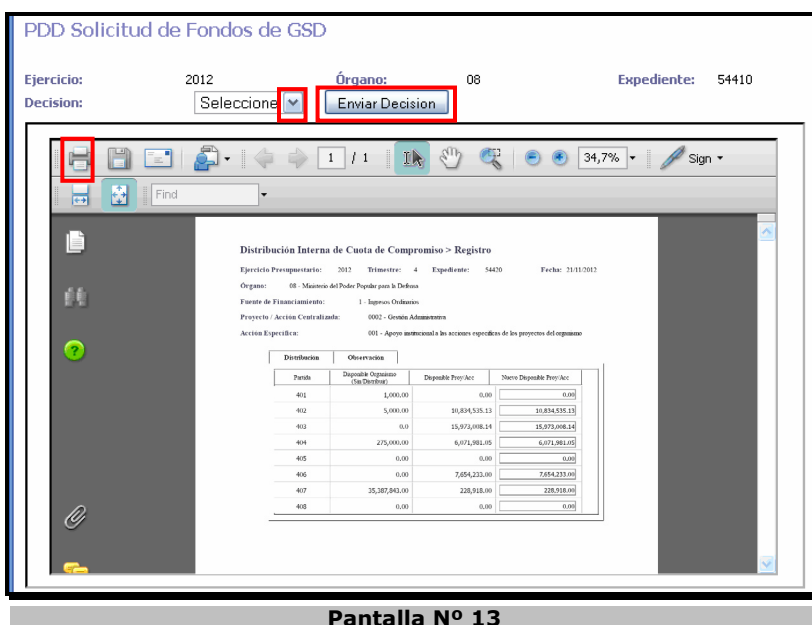 PDD Solicitud de Fondos de GSD
Ejercicio: 2012 Órgano: 08 Expediente: 54410
Decision: Seleccione Enviar Decision
1 / 1 34,7% Sign
Find
Distribución Interna de Cuota de Compromiso > Registro
Ejercicio Presupuestario: 2012 Trimestre: 4 Expediente: 54420 Fecha: 21/11/2012
Órgano: 08 - Ministerio del Poder Popular para la Defensa
Fuente de Financiamiento: 1 - Ingresos Ordinarios
Proyecto / Acción Centralizada: 0002 - Gestión Administrativa
Acción Específica: 001 - Apoyo institucional a las acciones específicas de los proyectos del organismo
Distribución Observación
Partida Disponible Organismo (Sin Distribuir) Disponible Proy/Acc Nuevo Disponible Proy/Acc
401 1,000.00 0.00 0.00
402 5,000.00 10,834,535.13 10,834,535.13
403 0.0 15,973,008.14 15,973,008.14
404 275,000.00 6,071,981.05 6,071,981.05
405 0.00 0.00 0.00
406 0.00 7,654,233.00 7,654,233.00
407 35,387,843.00 228,918.00 228,918.00
408 0.00 0.00 0.00
Pantalla Nº 13